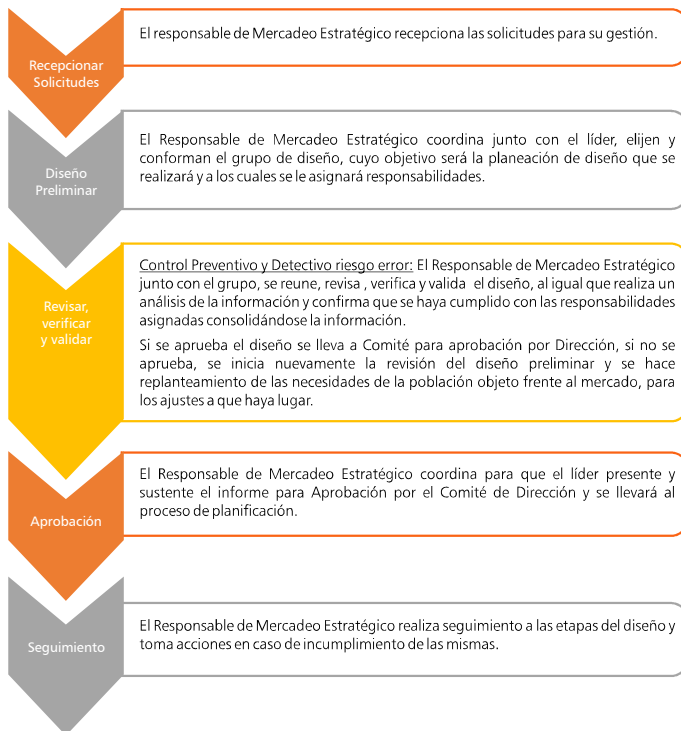 Recepcionar
Solicitudes
El responsable de Mercadeo Estratégico recepciona las solicitudes para su gestión.
Diseño
Preliminar
El Responsable de Mercadeo Estratégico coordina junto con el líder, elijen y
conforman el grupo de diseño, cuyo objetivo será la planeación de diseño que se
realizará y a los cuales se le asignará responsabilidades.
Revisar,
verificar
y validar
Control Preventivo y Detectivo riesgo error: El Responsable de Mercadeo Estratégico
junto con el grupo, se reune, revisa , verifica y valida el diseño, al igual que realiza un
análisis de la información y confirma que se haya cumplido con las responsabilidades
asignadas consolidándose la información.
Si se aprueba el diseño se lleva a Comité para aprobación por Dirección, si no se
aprueba, se inicia nuevamente la revisión del diseño preliminar y se hace
replanteamiento de las necesidades de la población objeto frente al mercado, para
los ajustes a que haya lugar.
Aprobación
El Responsable de Mercadeo Estratégico coordina para que el líder presente y
sustente el informe para Aprobación por el Comité de Dirección y se llevará al
proceso de planificación.
Seguimiento
El Responsable de Mercadeo Estratégico realiza seguimiento a las etapas del diseño y
toma acciones en caso de incumplimiento de las mismas.